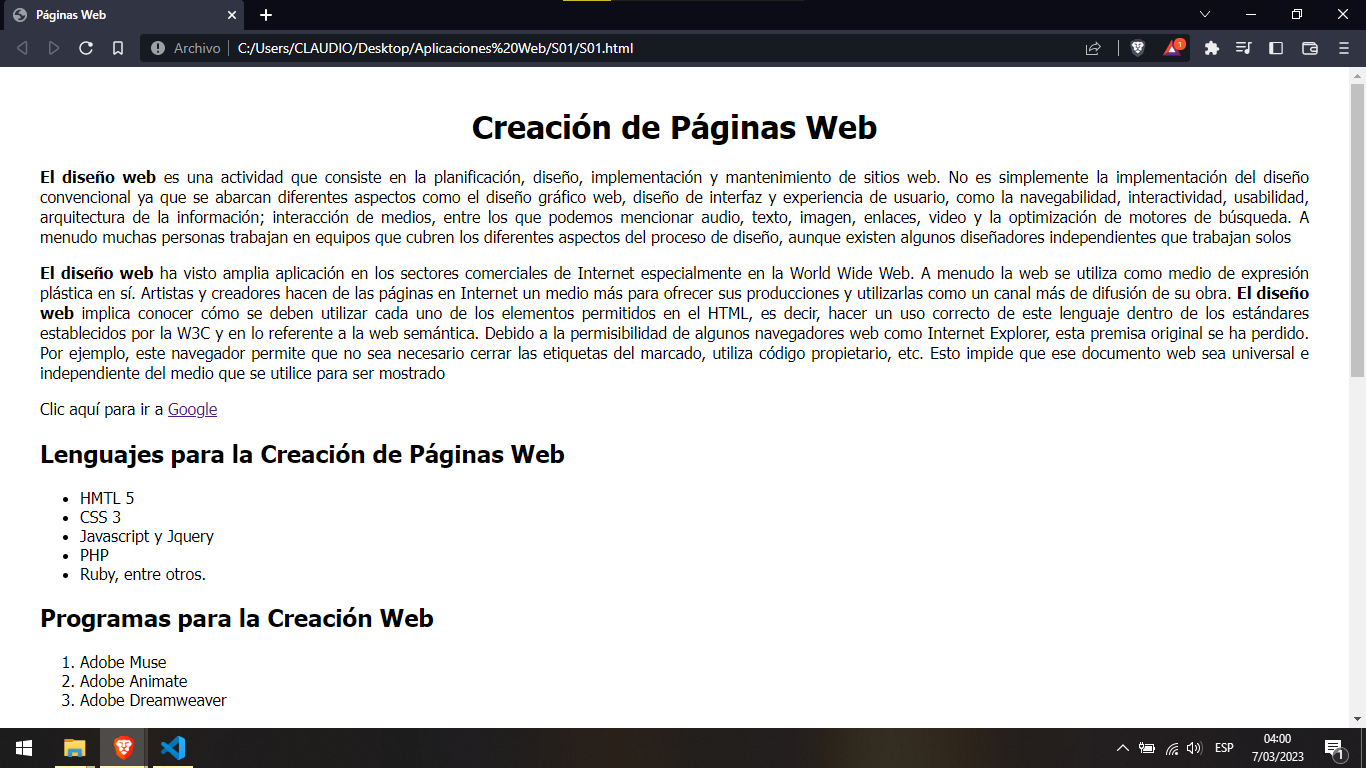 Páginas Web
Archivo
C:/Users/CLAUDIO/Desktop/Aplicaciones%20Web/S01/S01.html
1
Creación de Páginas Web
El diseño web es una actividad que consiste en la planificación, diseño, implementación y mantenimiento de sitios web. No es simplemente la implementación del diseño
convencional ya que se abarcan diferentes aspectos como el diseño gráfico web, diseño de interfaz y experiencia de usuario, como la navegabilidad, interactividad, usabilidad,
arquitectura de la información; interacción de medios, entre los que podemos mencionar audio, texto, imagen, enlaces, video y la optimización de motores de búsqueda. A
menudo muchas personas trabajan en equipos que cubren los diferentes aspectos del proceso de diseño, aunque existen algunos diseñadores independientes que trabajan solos
El diseño web ha visto amplia aplicación en los sectores comerciales de Internet especialmente en la World Wide Web. A menudo la web se utiliza como medio de expresión
plástica en sí. Artistas y creadores hacen de las páginas en Internet un medio más para ofrecer sus producciones y utilizarlas como un canal más de difusión de su obra. El diseño
web implica conocer cómo se deben utilizar cada uno de los elementos permitidos en el HTML, es decir, hacer un uso correcto de este lenguaje dentro de los estándares
establecidos por la W3C y en lo referente a la web semántica. Debido a la permisibilidad de algunos navegadores web como Internet Explorer, esta premisa original se ha perdido.
Por ejemplo, este navegador permite que no sea necesario cerrar las etiquetas del marcado, utiliza código propietario, etc. Esto impide que ese documento web sea universal e
independiente del medio que se utilice para ser mostrado
Clic aquí para ir a Google
Lenguajes para la Creación de Páginas Web
• HMTL 5
• CSS 3
• Javascript y Jquery
• PHP
• Ruby, entre otros.
Programas para la Creación Web
1. Adobe Muse
2. Adobe Animate
3. Adobe Dreamweaver
ESP
04:00
7/03/2023
1